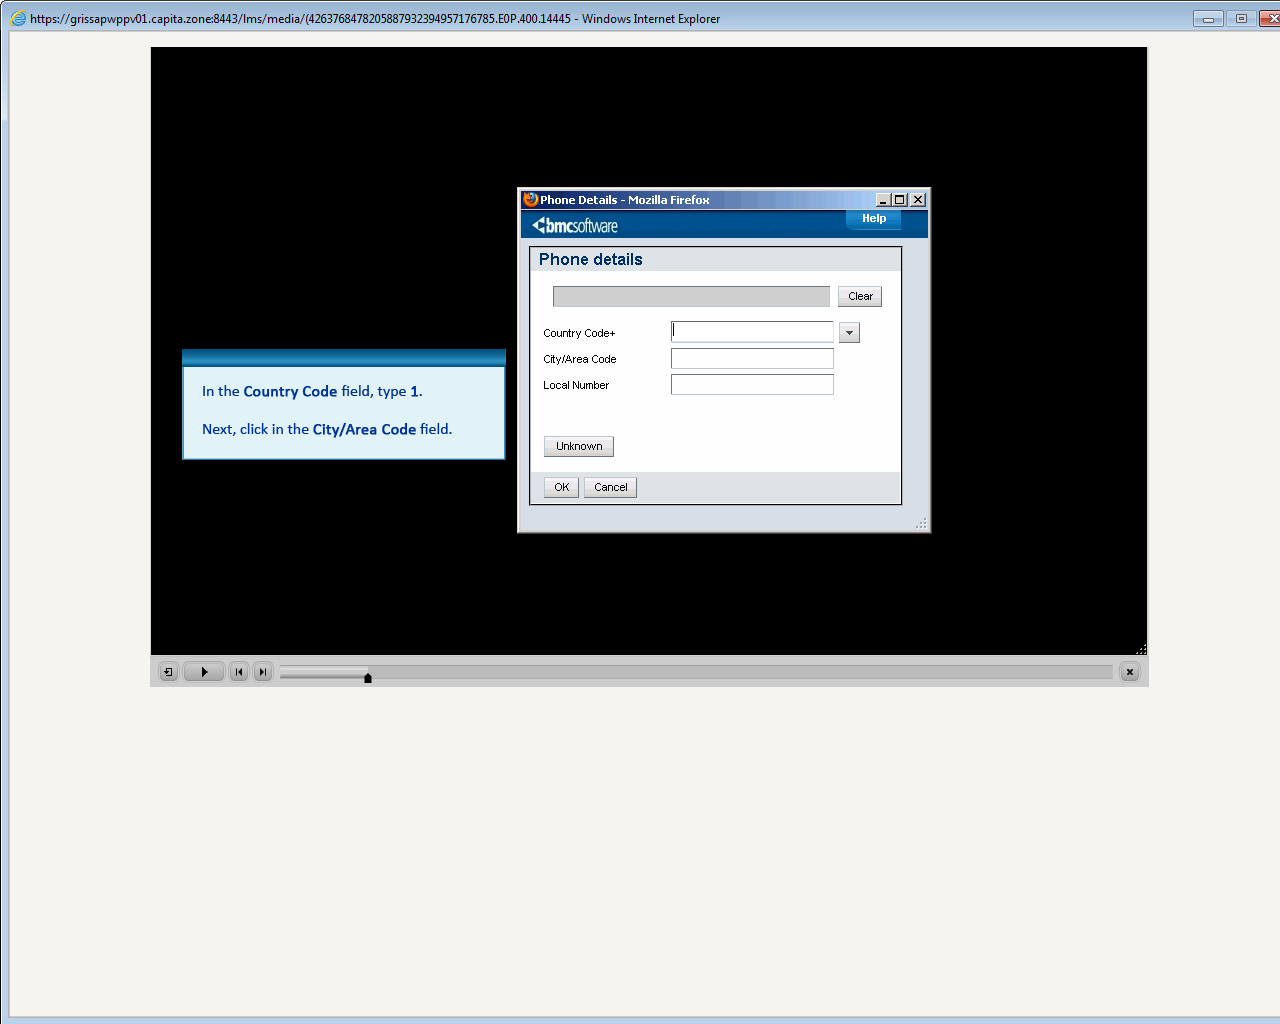 https://grissapwppv01.capita.zone:8443/lms/media/(4263768478205887932394957176785.E0P.400.14445 - Windows Internet Explorer
Phone Details - Mozilla Firefox
bmcsoftware
Help
Phone details
Clear
Country Code+
City/Area Code
Local Number
In the Country Code field, type 1.
Next, click in the City/Area Code field.
Unknown
OK Cancel